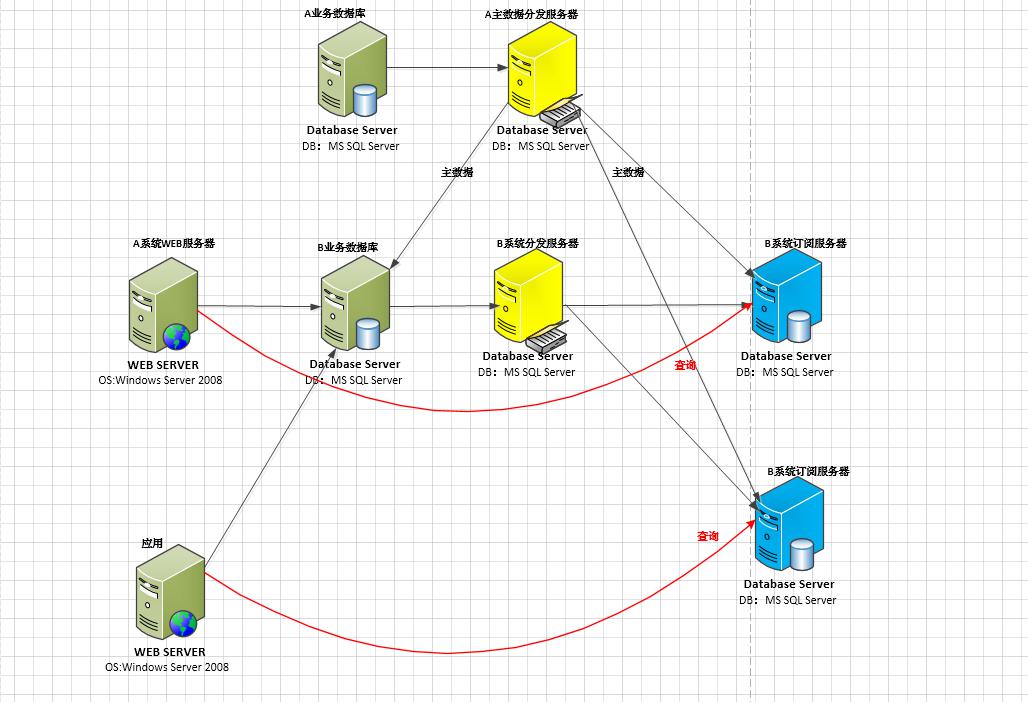 A业务数据库
A主数据分发服务器
Database Server
DB：MS SQL Server
Database Server
DB：MS SQL Server
主数据
主数据
A系统WEB服务器
B业务数据库
B系统分发服务器
B系统订阅服务器
WEB SERVER
OS:Windows Server 2008
Database Server
DB：MS SQL Server
Database Server
DB：MS SQL Server
Database Server
DB：MS SQL Server
查询
B系统订阅服务器
应用
查询
Database Server
DB：MS SQL Server
WEB SERVER
OS:Windows Server 2008